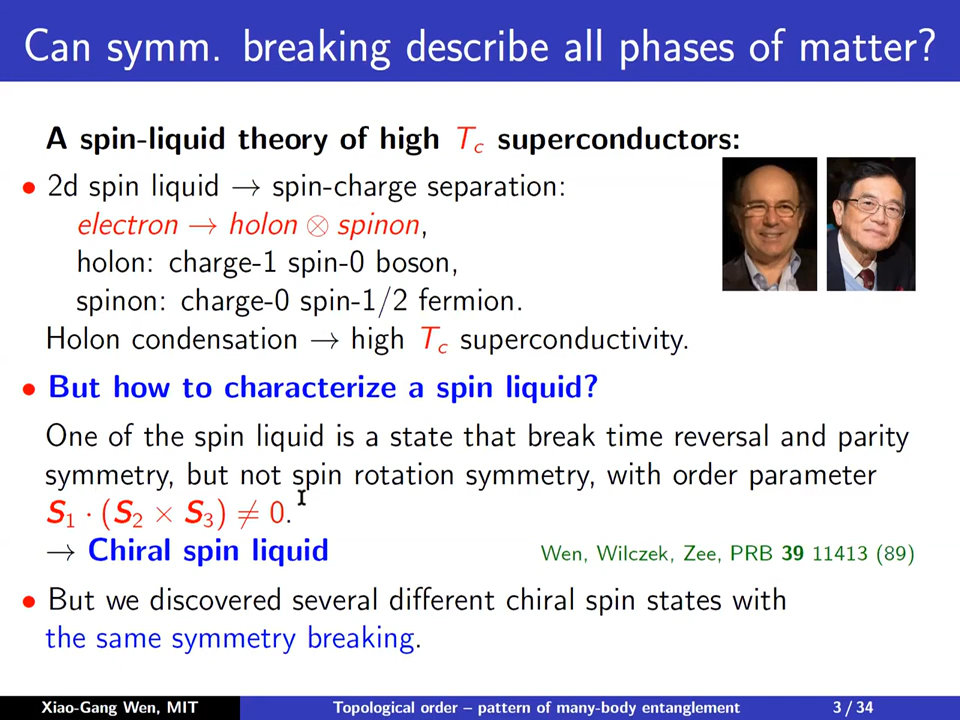 Can symm. breaking describe all phases of matter?
A spin-liquid theory of high T_c superconductors:
• 2d spin liquid → spin-charge separation:
electron → holon ⊗ spinon,
holon: charge-1 spin-0 boson,
spinon: charge-0 spin-1/2 fermion.
Holon condensation → high T_c superconductivity.
• But how to characterize a spin liquid?
One of the spin liquid is a state that break time reversal and parity
symmetry, but not spin rotation symmetry, with order parameter
S₁ · (S₂ × S₃) ≠ 0.
→ Chiral spin liquid
Wen, Wilczek, Zee, PRB 39 11413 (89)
• But we discovered several different chiral spin states with
the same symmetry breaking.
Xiao-Gang Wen, MIT
Topological order – pattern of many-body entanglement
3 / 34